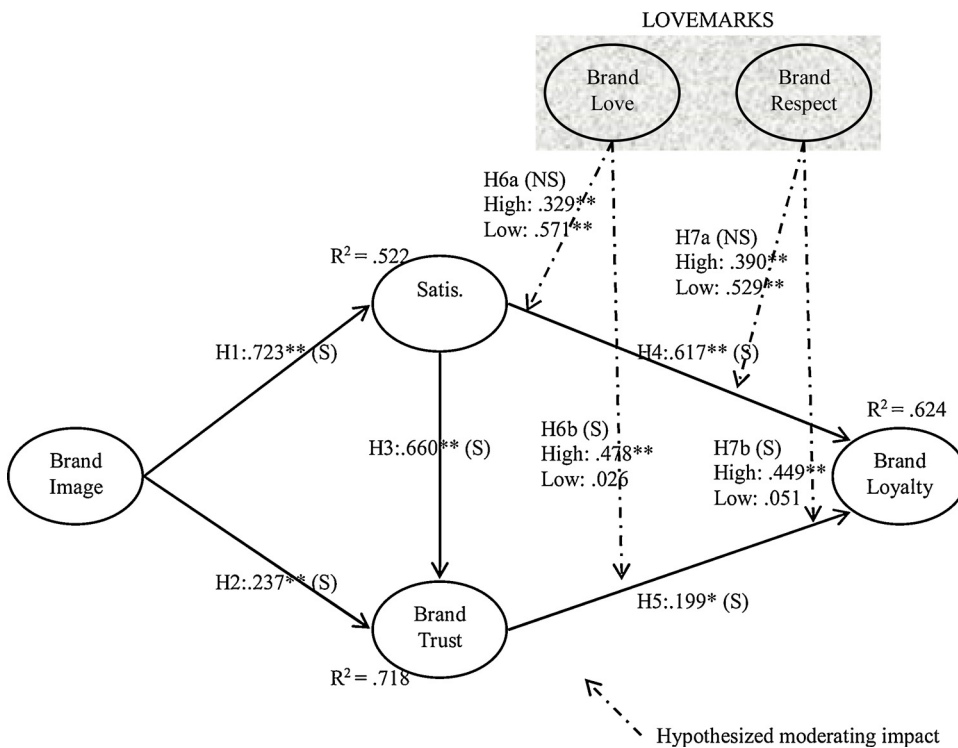 LOVEMARKS
Brand
Love
Brand
Respect
H6a (NS)
High: .329**
Low: .571**
H7a (NS)
High: .390**
Low: .529**
R² = .522
Satis.
H1:.723** (S)
H4:.617** (S)
R² = .624
H3:.660** (S)
H6b (S)
High: .478**
Low: .026
H7b (S)
High: .449**
Low: .051
Brand
Image
Brand
Loyalty
H2:.237** (S)
H5:.199* (S)
Brand
Trust
R² = .718
Hypothesized moderating impact